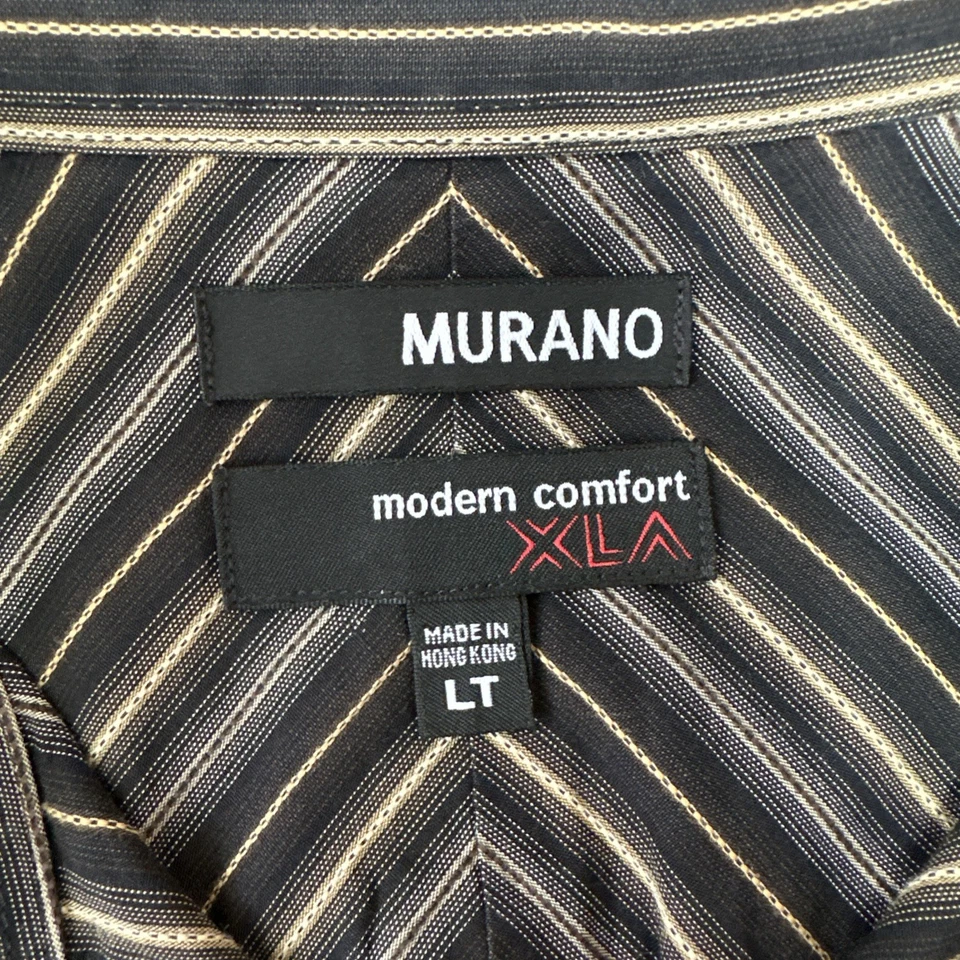 MURANO
modern comfort
XLA
MADE IN
HONG KONG
LT